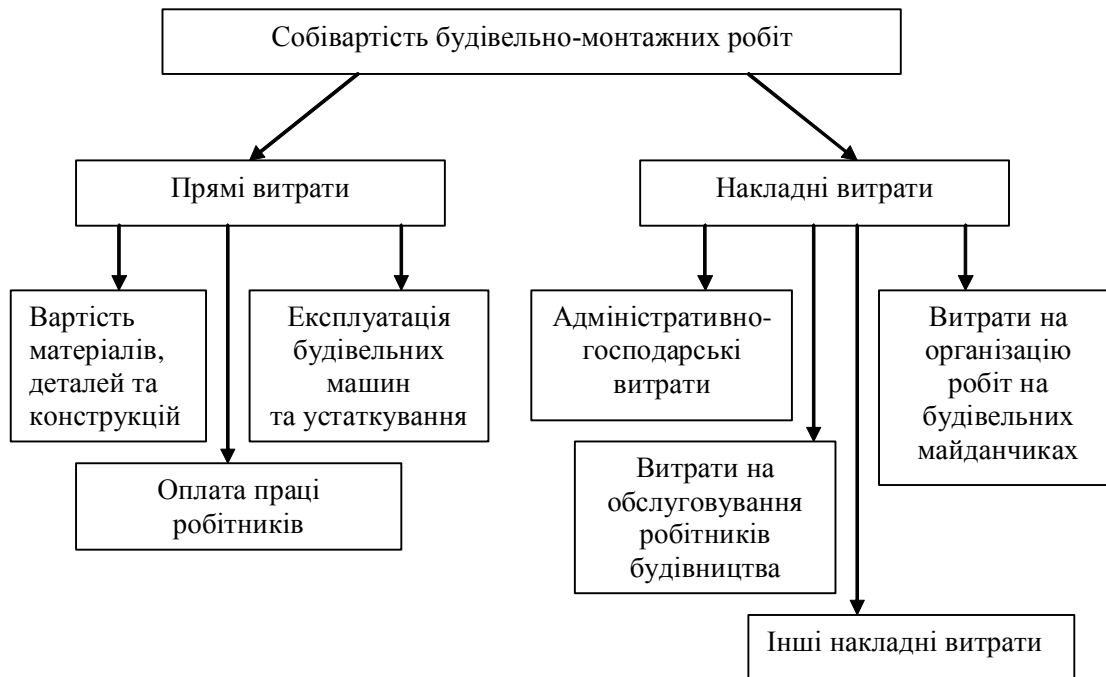 Собівартість будівельно-монтажних робіт
Прямі витрати
Накладні витрати
Вартість
матеріалів,
деталей та
конструкцій
Експлуатація
будівельних
машин
та устаткування
Адміністративно-
господарські
витрати
Витрати на
організацію
робіт на
будівельних
майданчиках
Оплата праці
робітників
Витрати на
обслуговування
робітників
будівництва
Інші накладні витрати